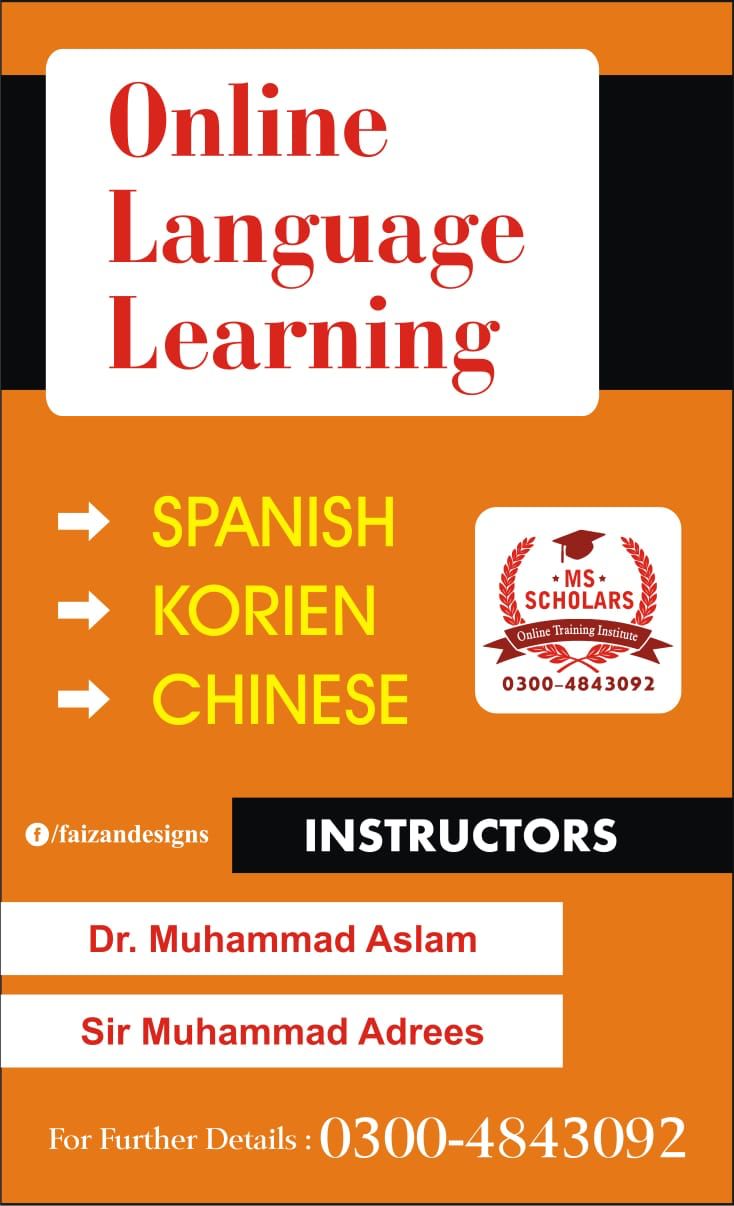 Online
Language
Learning
SPANISH
KORIEN
CHINESE
MS
SCHOLARS
Online Training Institute
0300-4843092
/faizandesigns
INSTRUCTORS
Dr. Muhammad Aslam
Sir Muhammad Adrees
For Further Details : 0300-4843092